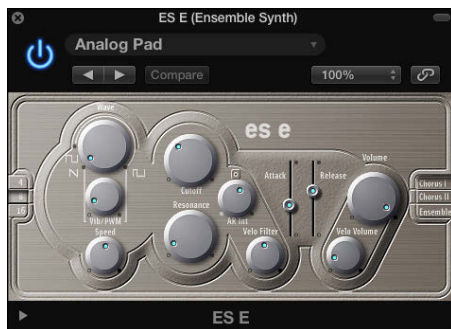 ES E (Ensemble Synth)
Analog Pad
Compare
100%
es e
Wave
Volume
Attack
Release
4
8
16
Cutoff
Vib/PWM
Resonance
AR int
Speed
Velo Filter
Velo Volume
Chorus I
Chorus II
Ensemble
ES E